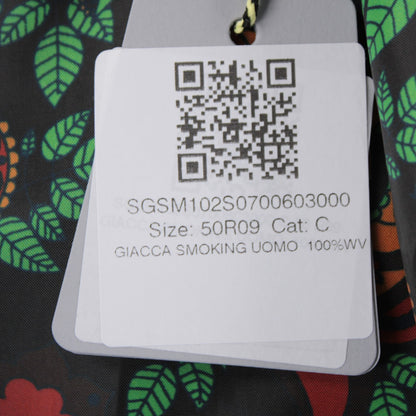 SGSM102S0700603000
Size: 50R09 Cat: C
GIACCA SMOKING UOMO 100%WV